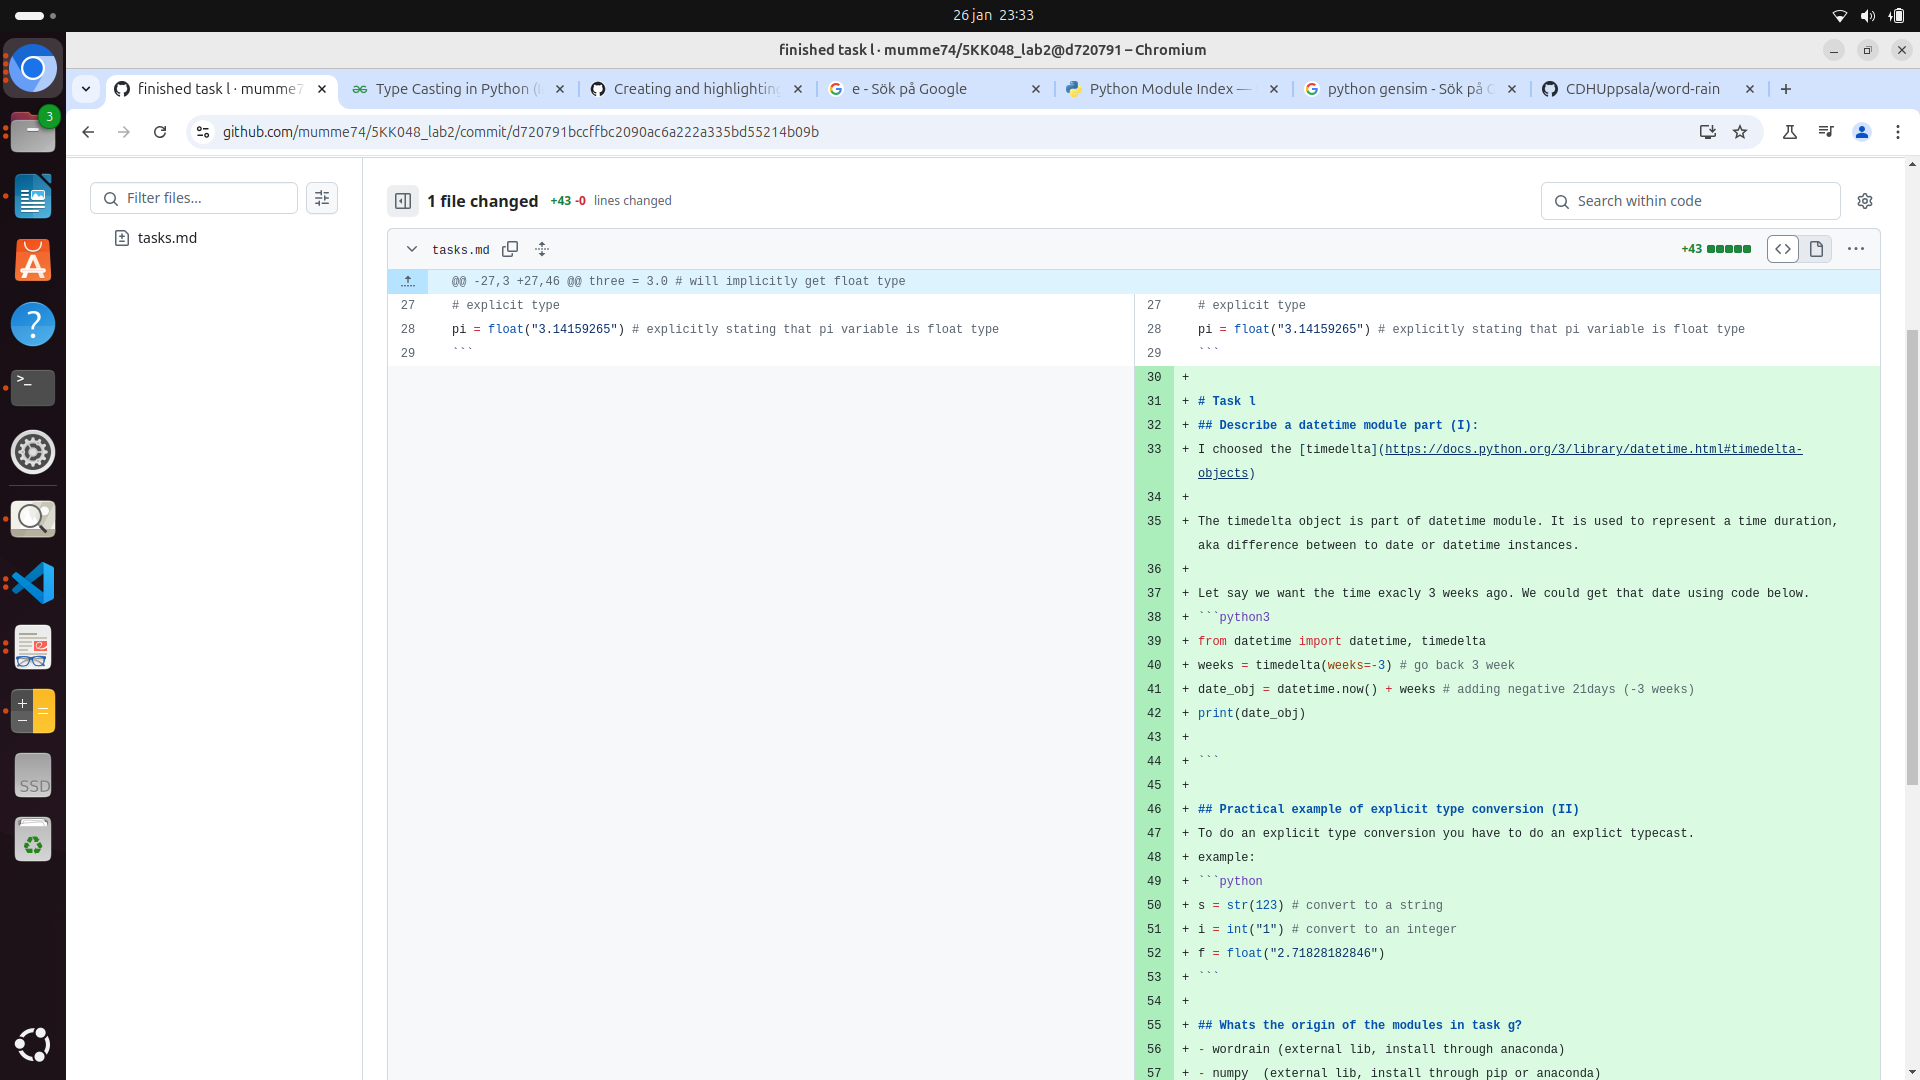 26 jan 23:33
finished task l · mumme74/5KK048_lab2@d720791 – Chromium
finished task l · mumme7
Type Casting in Python (
Creating and highlighting
e - Sök på Google
Python Module Index —
python gensim - Sök på G
CDHUppsala/word-rain
github.com/mumme74/5KK048_lab2/commit/d720791bccffbc2090ac6a222a335bd55214b09b
3
Filter files...
tasks.md
1 file changed
+43 -0 lines changed
Search within code
tasks.md
+43
@@ -27,3 +27,46 @@ three = 3.0 # will implicitly get float type
27 # explicit type
28 pi = float("3.14159265") # explicitly stating that pi variable is float type
29 ```
27 # explicit type
28 pi = float("3.14159265") # explicitly stating that pi variable is float type
29 ```
30 +
31 + # Task l
32 + ## Describe a datetime module part (I):
33 + I choosed the [timedelta](https://docs.python.org/3/library/datetime.html#timedelta-
objects)
34 +
35 + The timedelta object is part of datetime module. It is used to represent a time duration,
aka difference between to date or datetime instances.
36 +
37 + Let say we want the time exacly 3 weeks ago. We could get that date using code below.
38 + ```python3
39 + from datetime import datetime, timedelta
40 + weeks = timedelta(weeks=-3) # go back 3 week
41 + date_obj = datetime.now() + weeks # adding negative 21days (-3 weeks)
42 + print(date_obj)
43 +
44 + ```
45 +
46 + ## Practical example of explicit type conversion (II)
47 + To do an explicit type conversion you have to do an explict typecast.
48 + example:
49 + ```python
50 + s = str(123) # convert to a string
51 + i = int("1") # convert to an integer
52 + f = float("2.71828182846")
53 + ```
54 +
55 + ## Whats the origin of the modules in task g?
56 + - wordrain (external lib, install through anaconda)
57 + - numpy  (external lib, install through pip or anaconda)
SSD